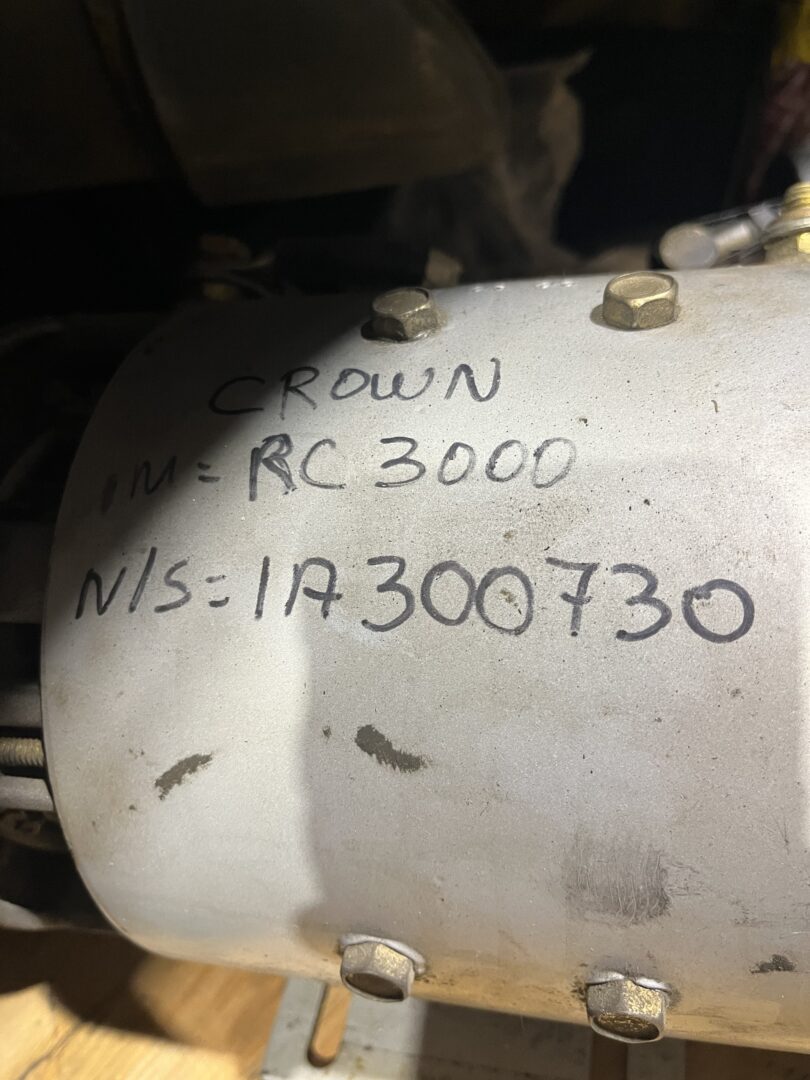 CROWN
M= RC 3000
N/S= 1A300730